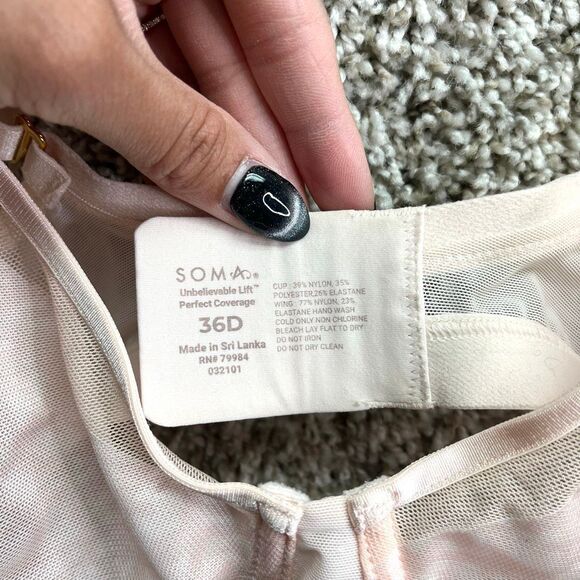 SOMA®
Unbelievable Lift™
Perfect Coverage
36D
Made in Sri Lanka
RN# 79984
032101
CUP : 39% NYLON, 35%
POLYESTER,26% ELASTANE
WING : 77% NYLON, 23%
ELASTANE HAND WASH
COLD ONLY NON CHLORINE
BLEACH LAY FLAT TO DRY
DO NOT IRON
DO NOT DRY CLEAN